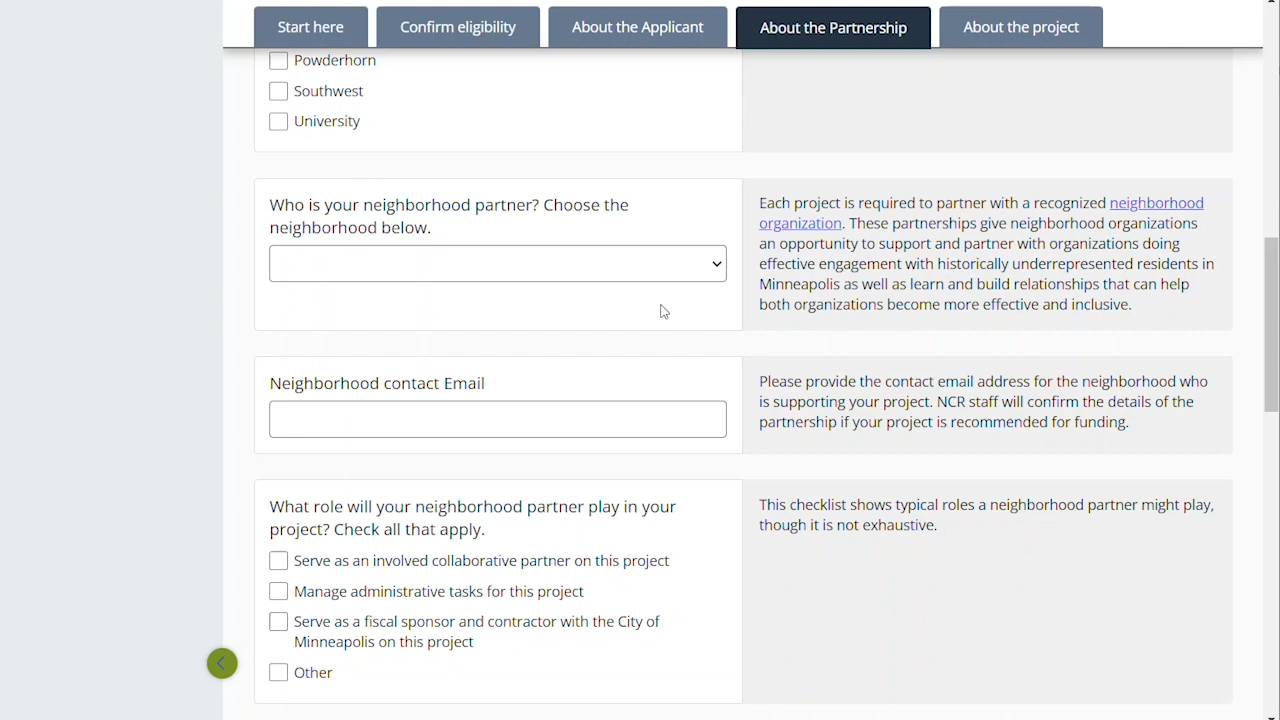 Start here
Confirm eligibility
About the Applicant
About the Partnership
About the project
Powderhorn
Southwest
University
Who is your neighborhood partner? Choose the
neighborhood below.
Each project is required to partner with a recognized neighborhood
organization. These partnerships give neighborhood organizations
an opportunity to support and partner with organizations doing
effective engagement with historically underrepresented residents in
Minneapolis as well as learn and build relationships that can help
both organizations become more effective and inclusive.
Neighborhood contact Email
Please provide the contact email address for the neighborhood who
is supporting your project. NCR staff will confirm the details of the
partnership if your project is recommended for funding.
What role will your neighborhood partner play in your
project? Check all that apply.
Serve as an involved collaborative partner on this project
Manage administrative tasks for this project
Serve as a fiscal sponsor and contractor with the City of
Minneapolis on this project
Other
This checklist shows typical roles a neighborhood partner might play,
though it is not exhaustive.